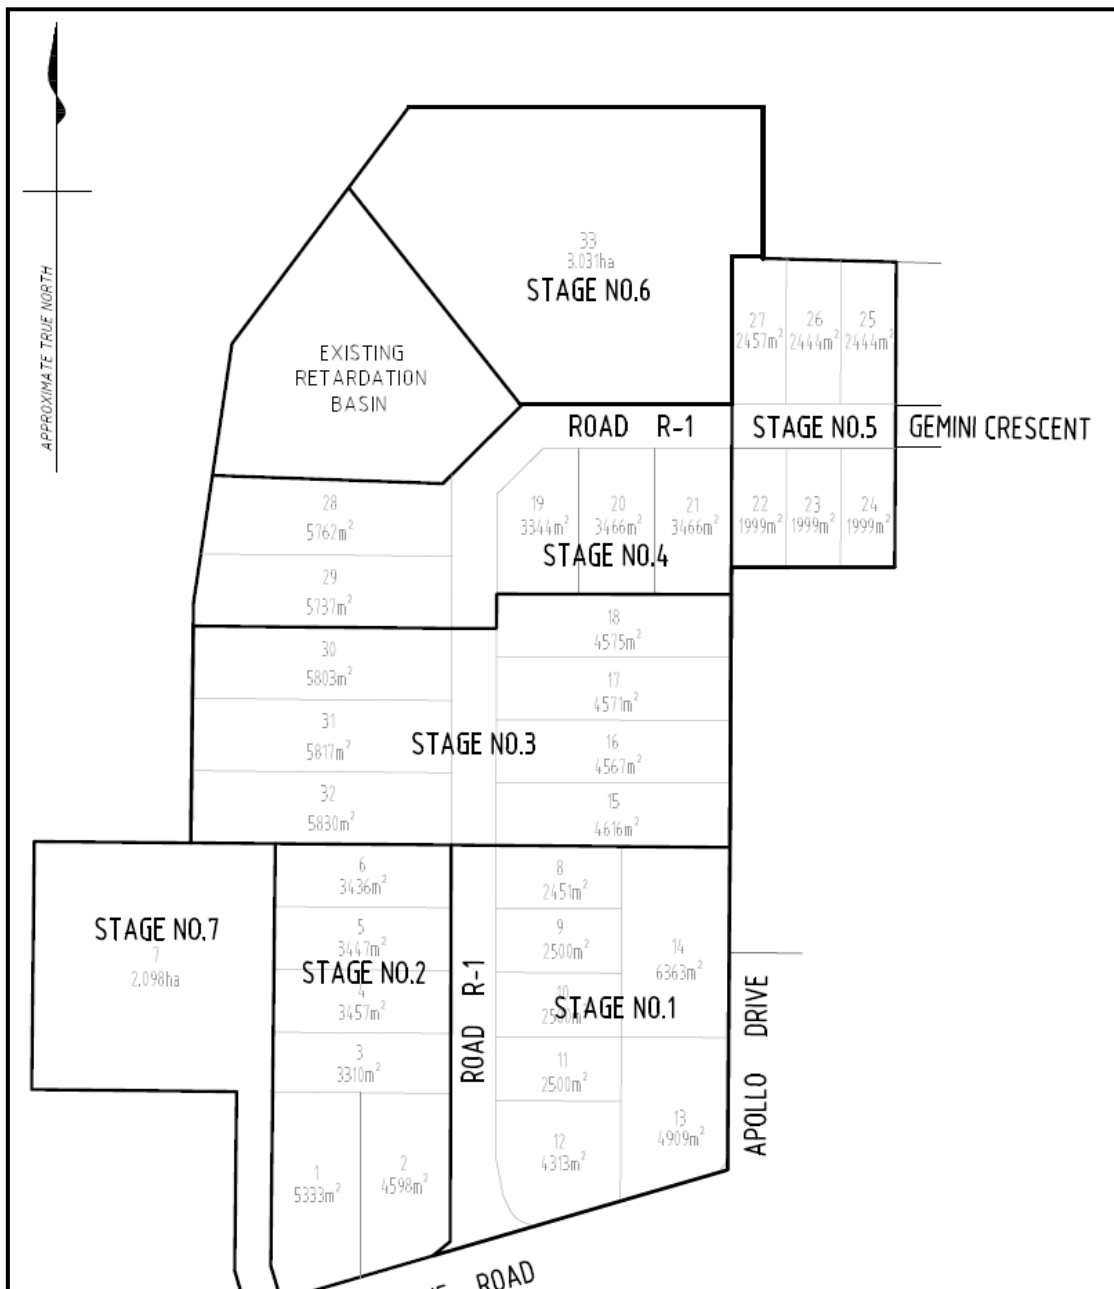 APPROXIMATE TRUE NORTH
33
3.031ha
STAGE NO.6
EXISTING
RETARDATION
BASIN
27
2457m²
26
2444m²
25
2444m²
ROAD R-1
STAGE NO.5
GEMINI CRESCENT
28
5762m²
19
3344m²
20
3466m²
21
3466m²
22
1999m²
23
1999m²
24
1999m²
STAGE NO.4
29
5737m²
18
4575m²
30
5803m²
17
4571m²
31
5817m²
STAGE NO.3
16
4567m²
32
5830m²
15
4616m²
6
3436m²
8
2451m²
STAGE NO.7
7
2.098ha
5
3447m²
9
2500m²
14
6363m²
STAGE NO.2
4
3457m²
ROAD R-1
10
STAGE NO.1
2500m²
3
3310m²
11
2500m²
APOLLO DRIVE
13
4909m²
12
4313m²
1
5333m²
2
4598m²
ROAD